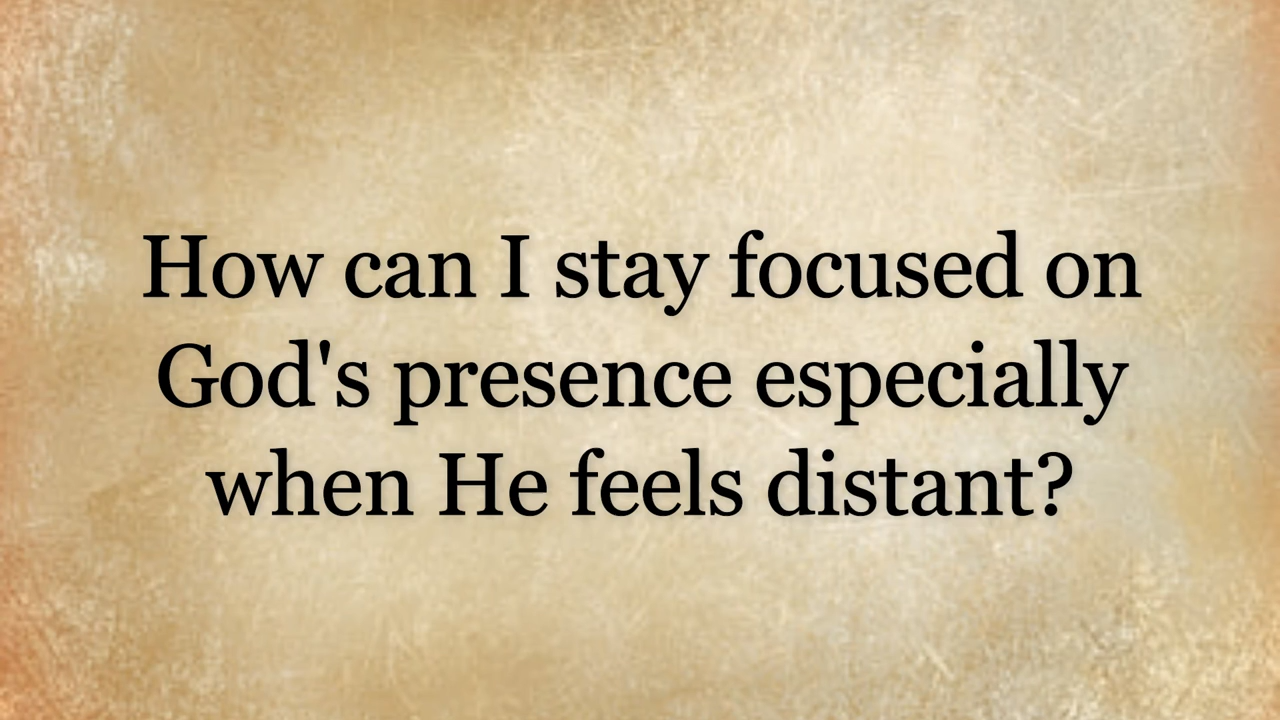 How can I stay focused on
God's presence especially
when He feels distant?